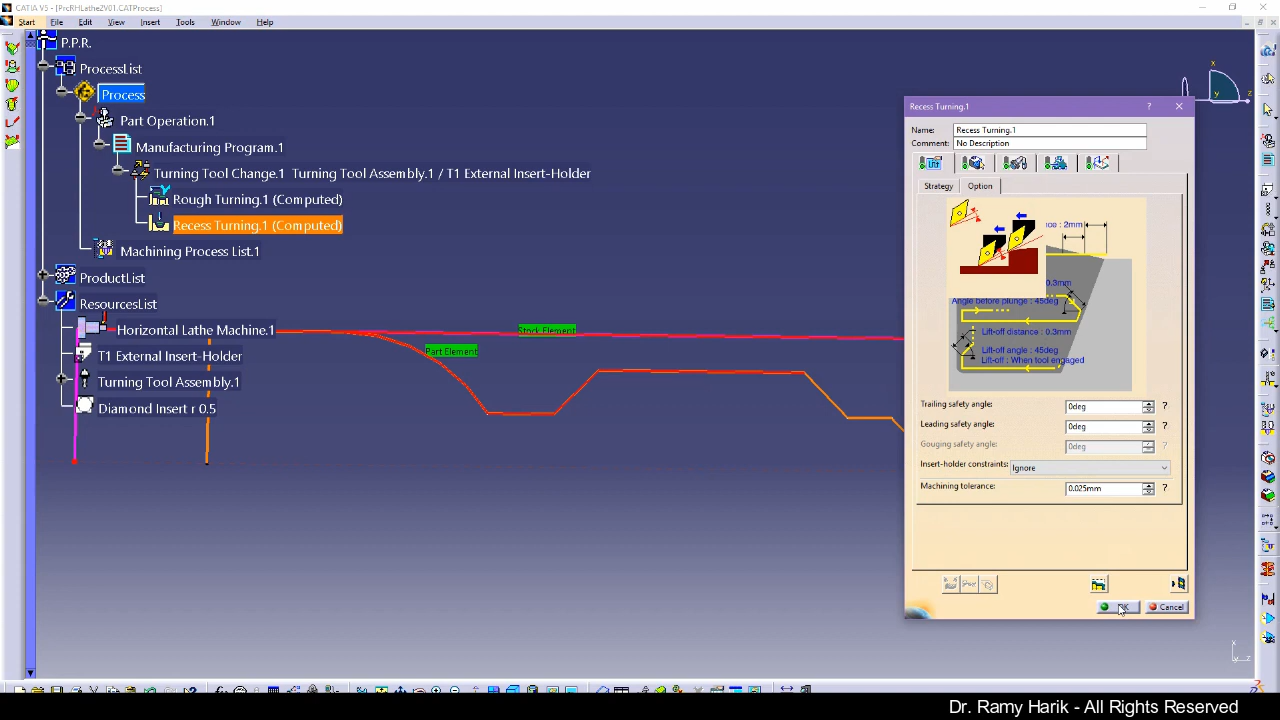 CATIA V5 - [PrcRHLathe2V01.CATProcess]
Start File Edit View Insert Tools Window Help
P.P.R.
ProcessList
Process
Part Operation.1
Manufacturing Program.1
Turning Tool Change.1 Turning Tool Assembly.1 / T1 External Insert-Holder
Rough Turning.1 (Computed)
Recess Turning.1 (Computed)
Machining Process List.1
ProductList
ResourcesList
Horizontal Lathe Machine.1
T1 External Insert-Holder
Turning Tool Assembly.1
Diamond Insert r 0.5
Stock Element
Part Element
x
y
z
Recess Turning.1 ?
Name: Recess Turning.1
Comment: No Description
Strategy Option
: 2mm
0.3mm
Angle before plunge : 45deg
Lift-off distance : 0.3mm
Lift-off angle : 45deg
Lift-off : When tool engaged
Trailing safety angle: 0deg ?
Leading safety angle: 0deg ?
Gouging safety angle: 0deg ?
Insert-holder constraints: Ignore
Machining tolerance: 0.025mm ?
OK Cancel
Dr. Ramy Harik - All Rights Reserved